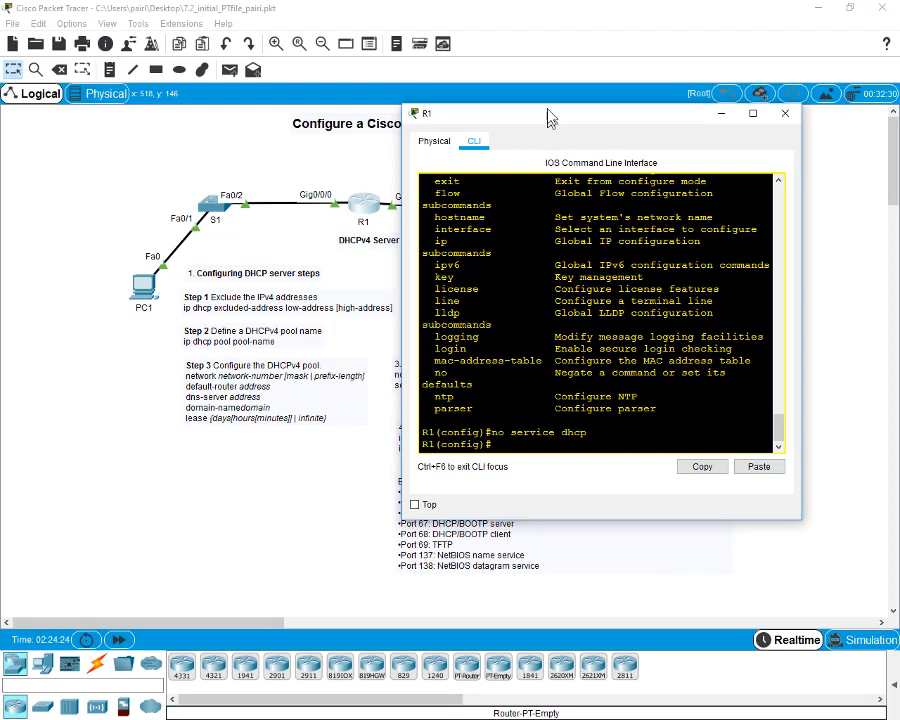 Cisco Packet Tracer - C:\Users\pairi\Desktop\7.2_initial_PTfile_pairi.pkt
File Edit Options View Tools Extensions Help
Logical Physical x: 518, y: 146 [Root] 00:32:30
Configure a Cisco
R1
Physical CLI
IOS Command Line Interface
exit Exit from configure mode
flow Global Flow configuration
subcommands
hostname Set system's network name
interface Select an interface to configure
ip Global IP configuration
subcommands
ipv6 Global IPv6 configuration commands
key Key management
license Configure license features
line Configure a terminal line
lldp Global LLDP configuration
subcommands
logging Modify message logging facilities
login Enable secure login checking
mac-address-table Configure the MAC address table
no Negate a command or set its
defaults
ntp Configure NTP
parser Configure parser
R1(config)#no service dhcp
R1(config)#
Ctrl+F6 to exit CLI focus
Copy Paste
Top
Fa0/2
Gig0/0/0
G
Fa0/1
S1
R1
Fa0
PC1
DHCPv4 Server
1. Configuring DHCP server steps
Step 1 Exclude the IPv4 addresses
ip dhcp excluded-address low-address [high-address]
Step 2 Define a DHCPv4 pool name
ip dhcp pool pool-name
Step 3 Configure the DHCPv4 pool.
network network-number [mask | prefix-length]
default-router address
dns-server address
domain-namedomain
lease {days[hours[minutes]] | infinite}
3.
•Port 67: DHCP/BOOTP server
•Port 68: DHCP/BOOTP client
•Port 69: TFTP
•Port 137: NetBIOS name service
•Port 138: NetBIOS datagram service
Time: 02:24:24
Realtime Simulation
4331 4321 1941 2901 2911 819IOX 819HGW 829 1240 PT-Router PT-Empty 1841 2620XM 2621XM 2811
Router-PT-Empty